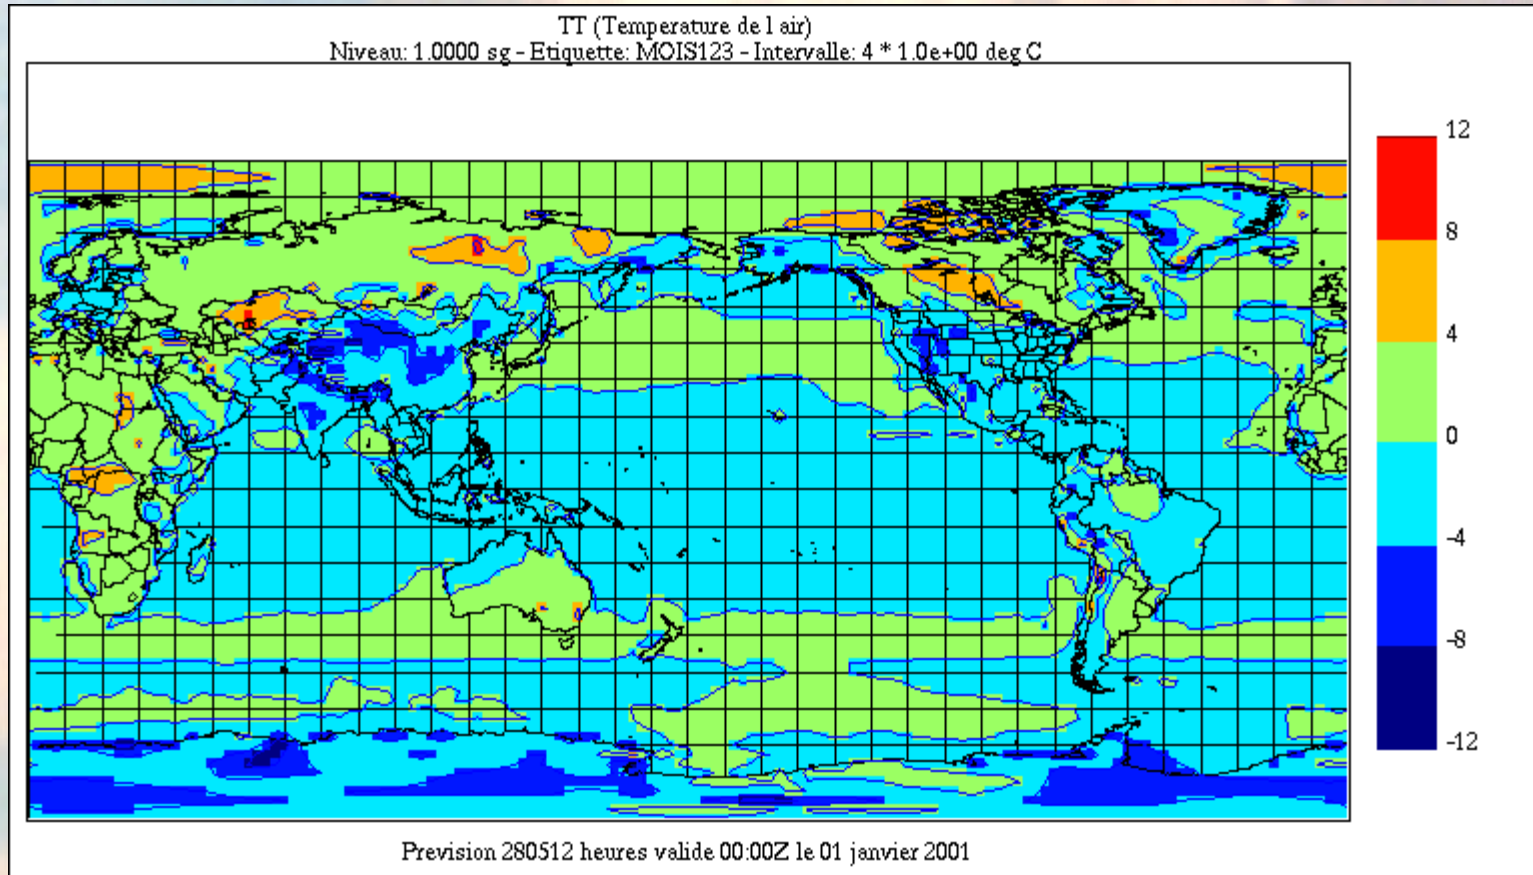 TT (Temperature de l air)
Niveau: 1.0000 sg - Etiquette: MOIS123 - Intervalle: 4 * 1.0e+00 deg C
12
8
4
0
-4
-8
-12
Prevision 280512 heures valide 00:00Z le 01 janvier 2001